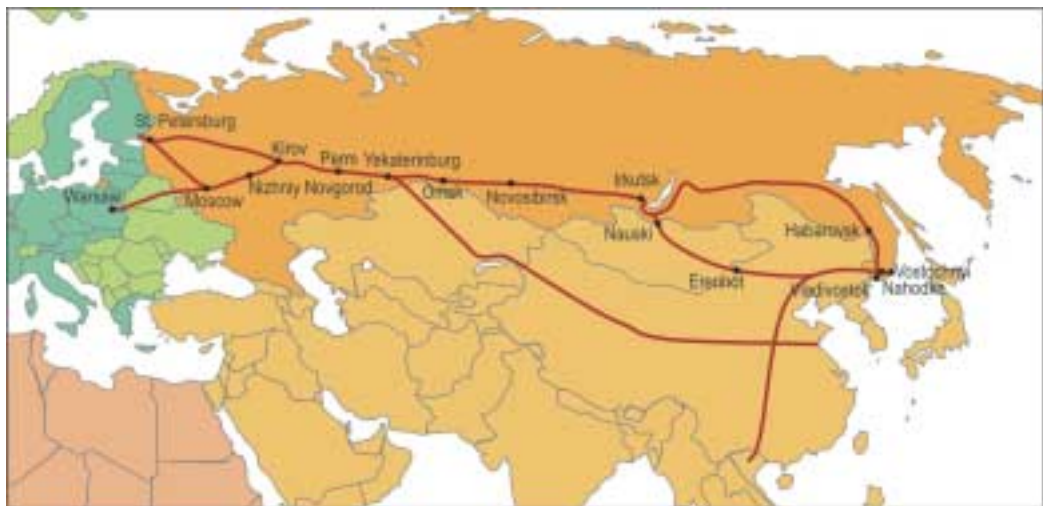 St. Petersburg
Kirov
Perm Yekaterinburg
Warsaw
Moscow
Nizhniy Novgorod
Omsk
Novosibirsk
Irkutsk
Nauski
Habarovsk
Vostochnyi
Vladivostok Nahodka